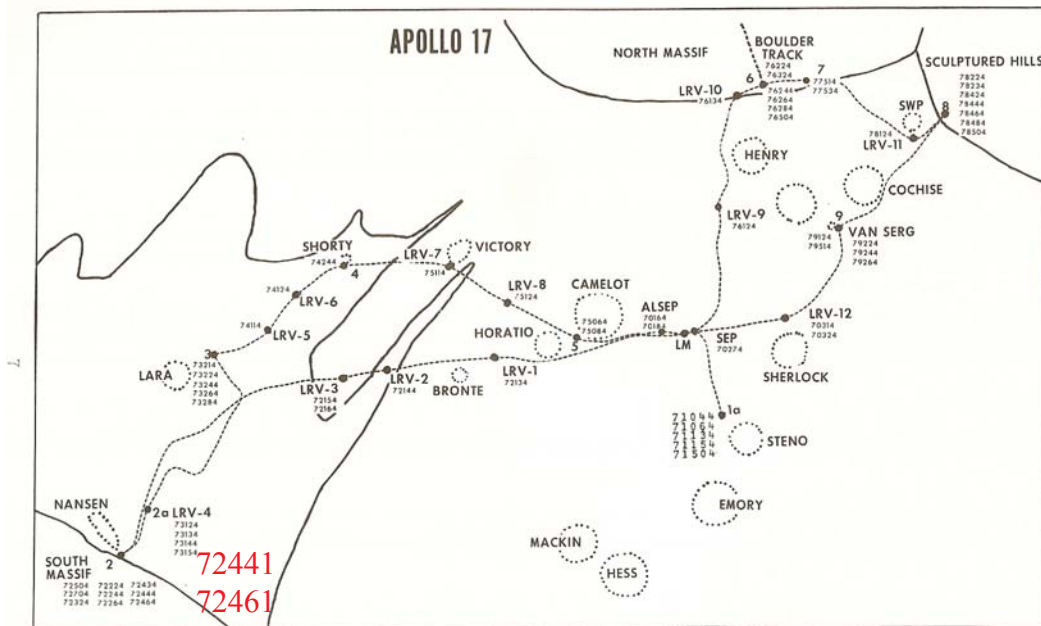 APOLLO 17
NORTH MASSIF
BOULDER
TRACK
76224
76324
6
76244
76264
76284
76504
7
77514
77534
SCULPTURED HILLS
78224
78234
78424
78444
78464
78484
78504
8
LRV-10
76134
SWP
78124
LRV-11
HENRY
COCHISE
LRV-9
76124
9
VAN SERG
79124
79514
79224
79244
79264
SHORTY
74244
4
LRV-7
75114
VICTORY
74124
LRV-6
LRV-8
75124
CAMELOT
75064
75084
5
HORATIO
ALSEP
70164
70184
LM
SEP
70274
LRV-12
70314
70324
SHERLOCK
74114
LRV-5
3
73214
73224
73244
73264
73284
LARA
LRV-3
72154
72164
LRV-2
72144
BRONTE
LRV-1
72134
1a
71044
71064
71134
71154
71504
STENO
EMORY
MACKIN
HESS
NANSEN
2a LRV-4
73124
73134
73144
73154
2
SOUTH
MASSIF
72504 72224 72434
72704 72244 72444
72324 72264 72464
72441
72461
7